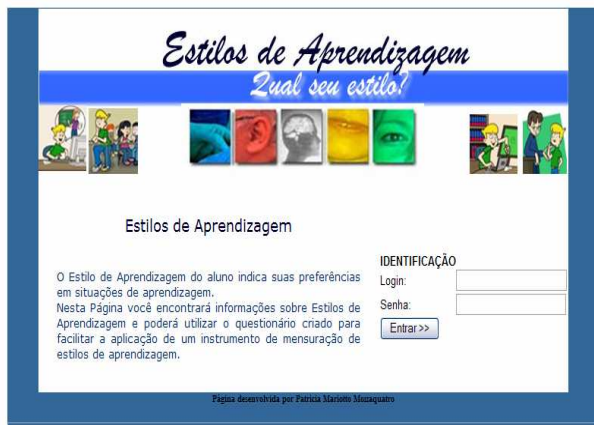 Estilos de Aprendizagem
Qual seu estilo?
Estilos de Aprendizagem
O Estilo de Aprendizagem do aluno indica suas preferências
em situações de aprendizagem.
Nesta Página você encontrará informações sobre Estilos de
Aprendizagem e poderá utilizar o questionário criado para
facilitar a aplicação de um instrumento de mensuração de
estilos de aprendizagem.
IDENTIFICAÇÃO
Login:
Senha:
Entrar >>
Página desenvolvida por Patricia Mariotto Mozzaquatro